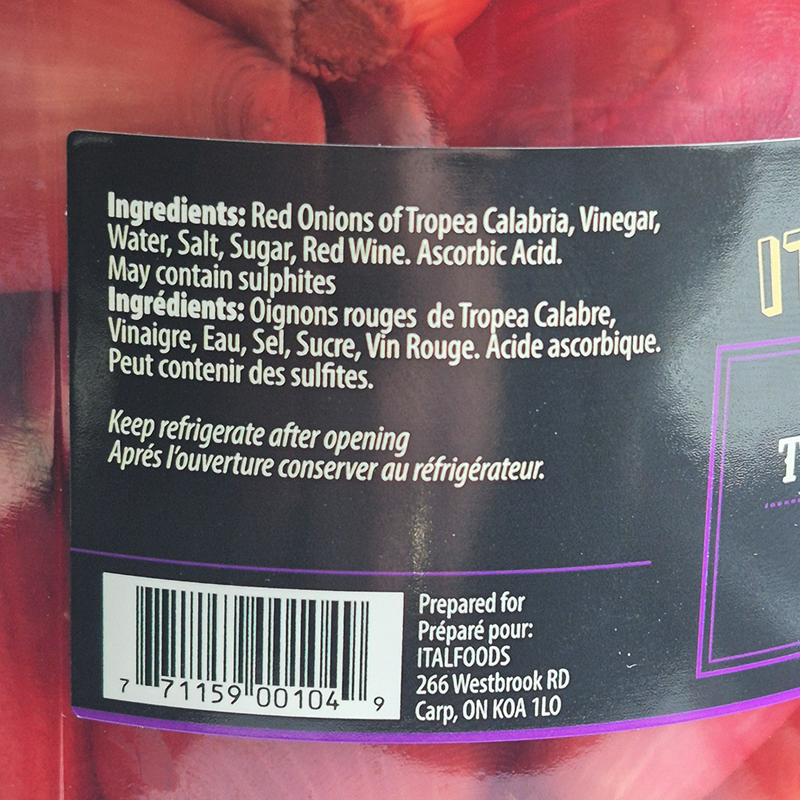 Ingredients: Red Onions of Tropea Calabria, Vinegar,
Water, Salt, Sugar, Red Wine. Ascorbic Acid.
May contain sulphites
Ingrédients: Oignons rouges de Tropea Calabre,
Vinaigre, Eau, Sel, Sucre, Vin Rouge. Acide ascorbique.
Peut contenir des sulfites.
Keep refrigerate after opening
Aprés l'ouverture conserver au réfrigérateur.
7 71159 00104 9
Prepared for
Préparé pour:
ITALFOODS
266 Westbrook RD
Carp, ON KOA 1LO